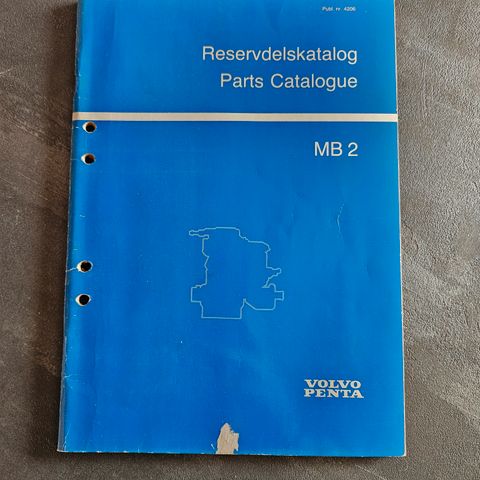 Publ. nr. 4206
Reservdelskatalog
Parts Catalogue
MB 2
VOLVO
PENTA